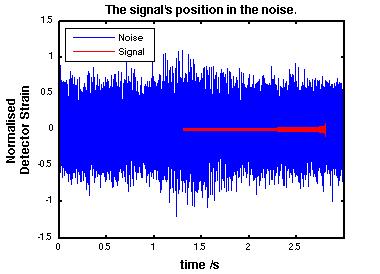 The signal's position in the noise.
1.5
Noise
Signal
1
0.5
0
-0.5
-1
-1.5
Normalised
Detector Strain
0 0.5 1 1.5 2 2.5
time /s